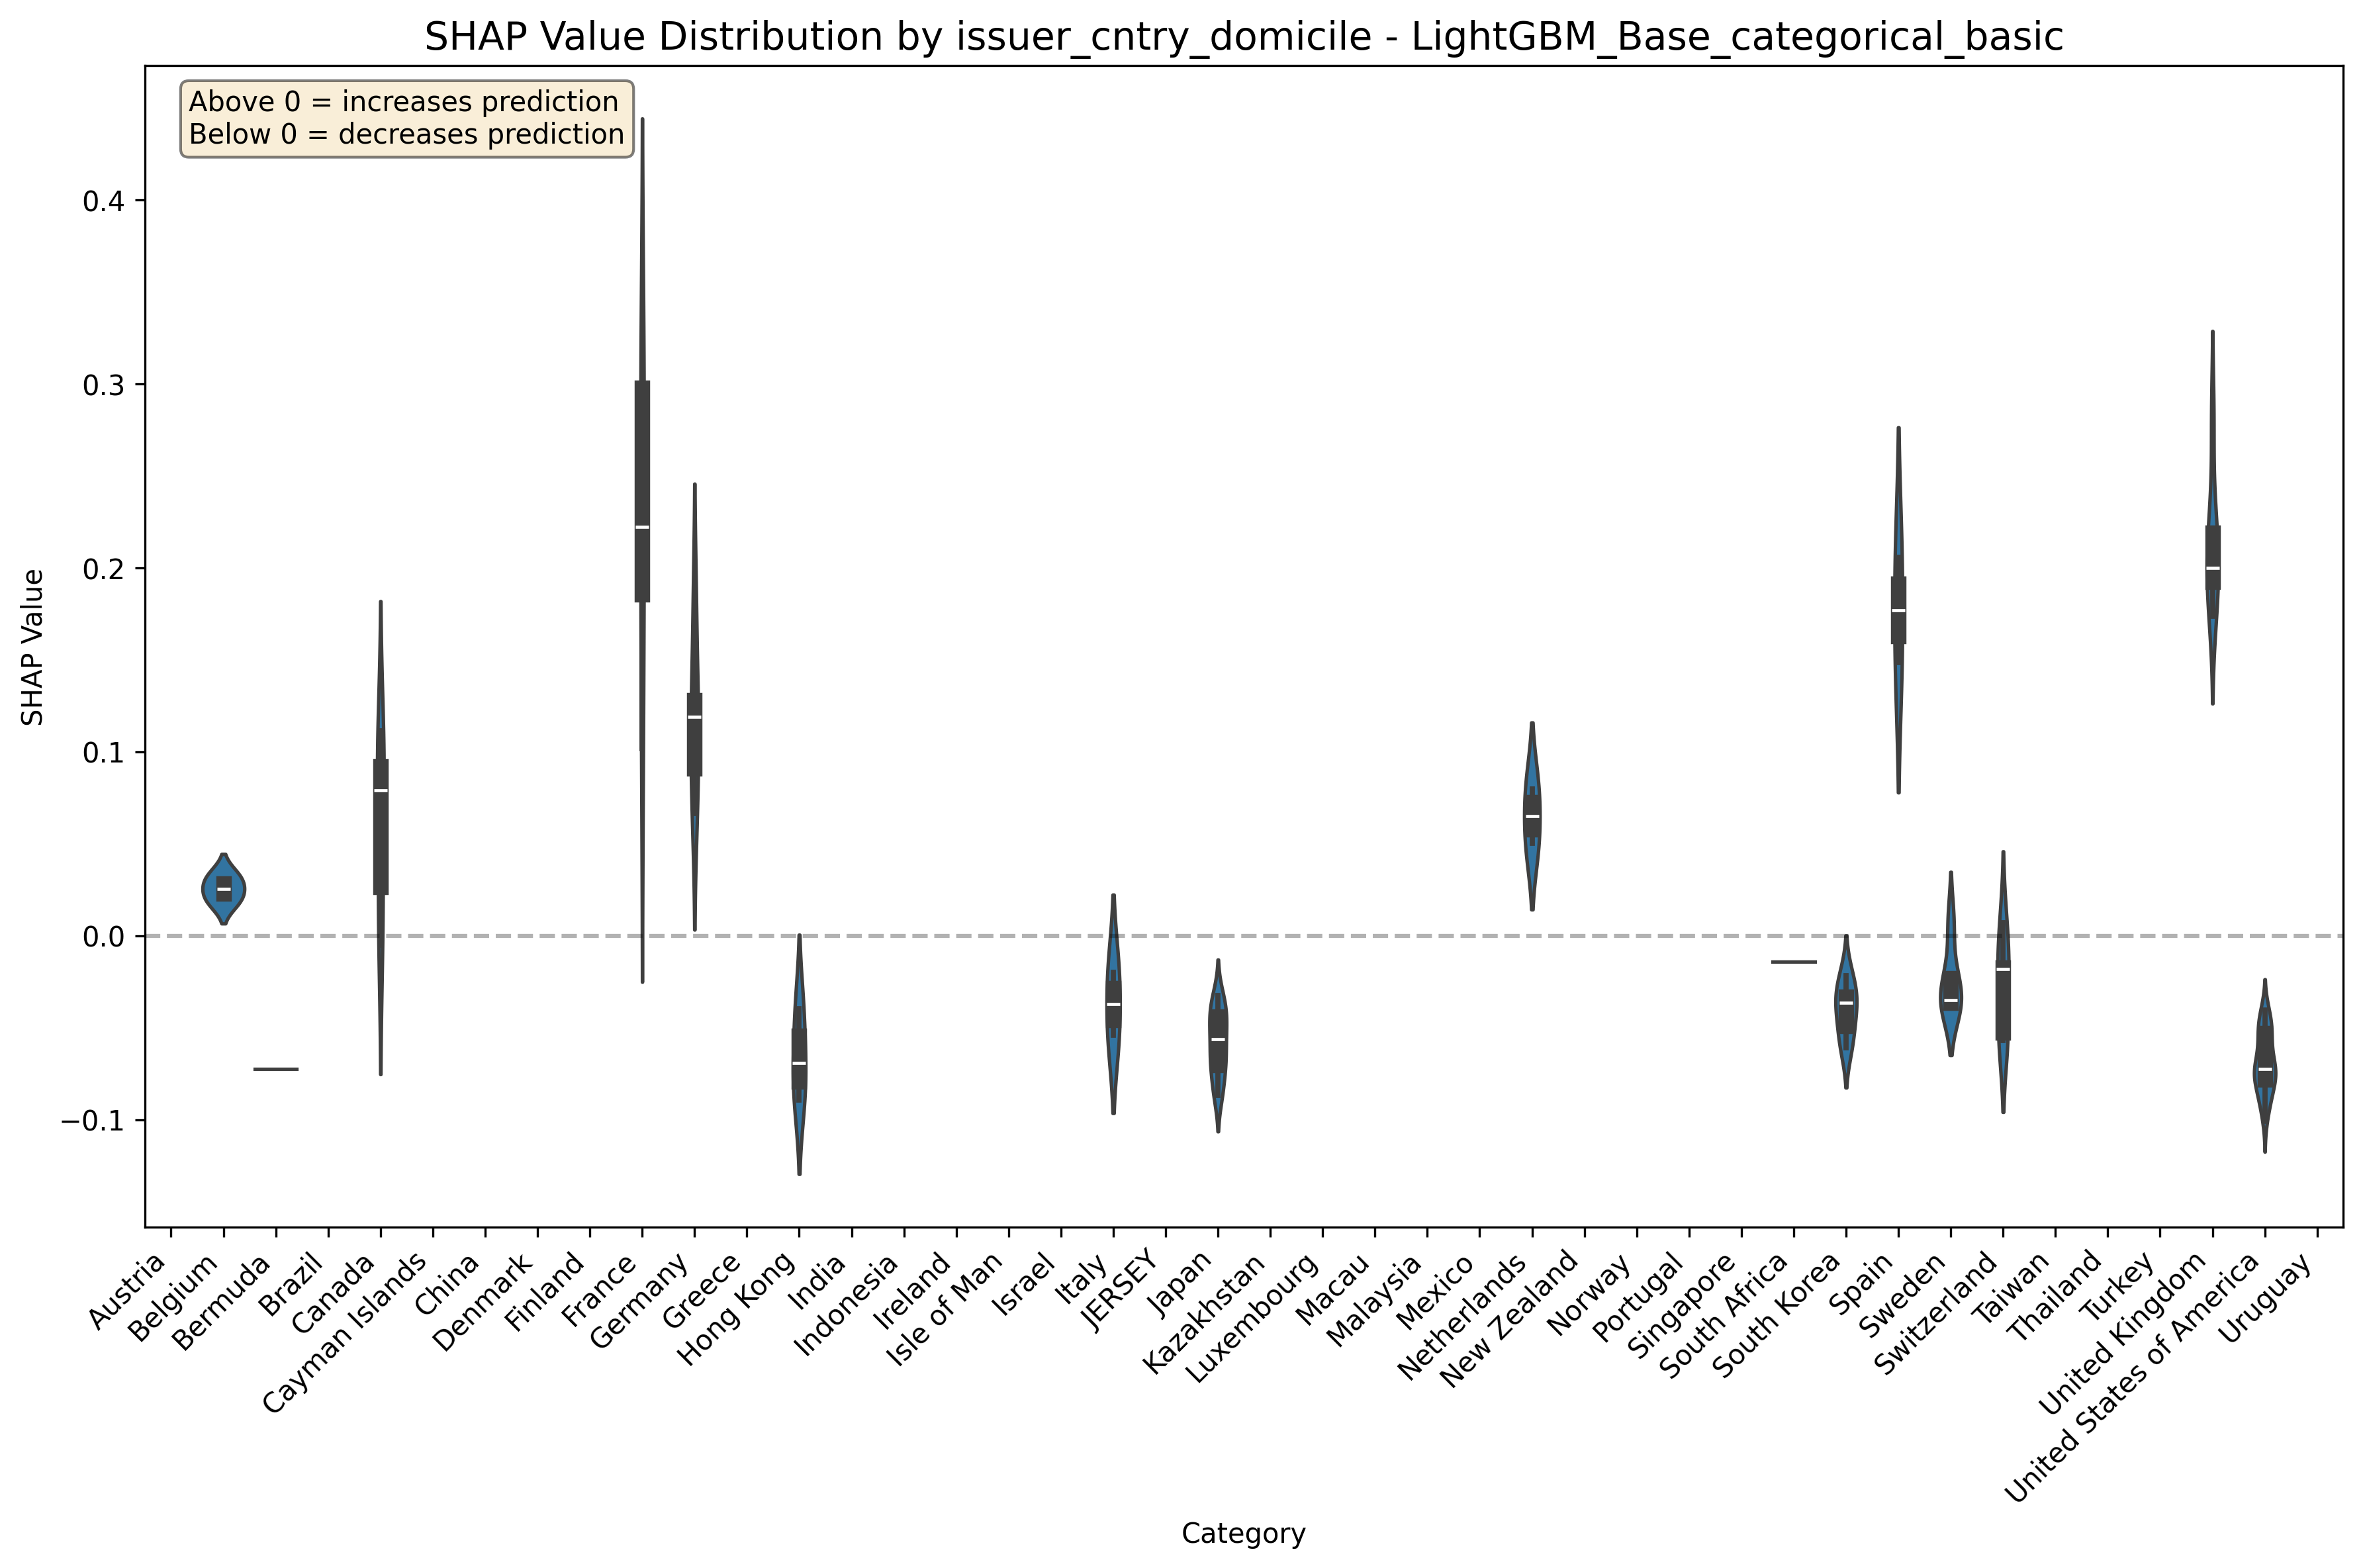 SHAP Value Distribution by issuer_cntry_domicile - LightGBM_Base_categorical_basic
Above 0 = increases prediction
Below 0 = decreases prediction
SHAP Value
0.4
0.3
0.2
0.1
0.0
−0.1
Austria
Belgium
Bermuda
Brazil
Canada
Cayman Islands
China
Denmark
Finland
France
Germany
Greece
Hong Kong
India
Indonesia
Ireland
Isle of Man
Israel
Italy
JERSEY
Japan
Kazakhstan
Luxembourg
Macau
Malaysia
Mexico
Netherlands
New Zealand
Norway
Portugal
Singapore
South Africa
South Korea
Spain
Sweden
Switzerland
Taiwan
Thailand
Turkey
United Kingdom
United States of America
Uruguay
Category